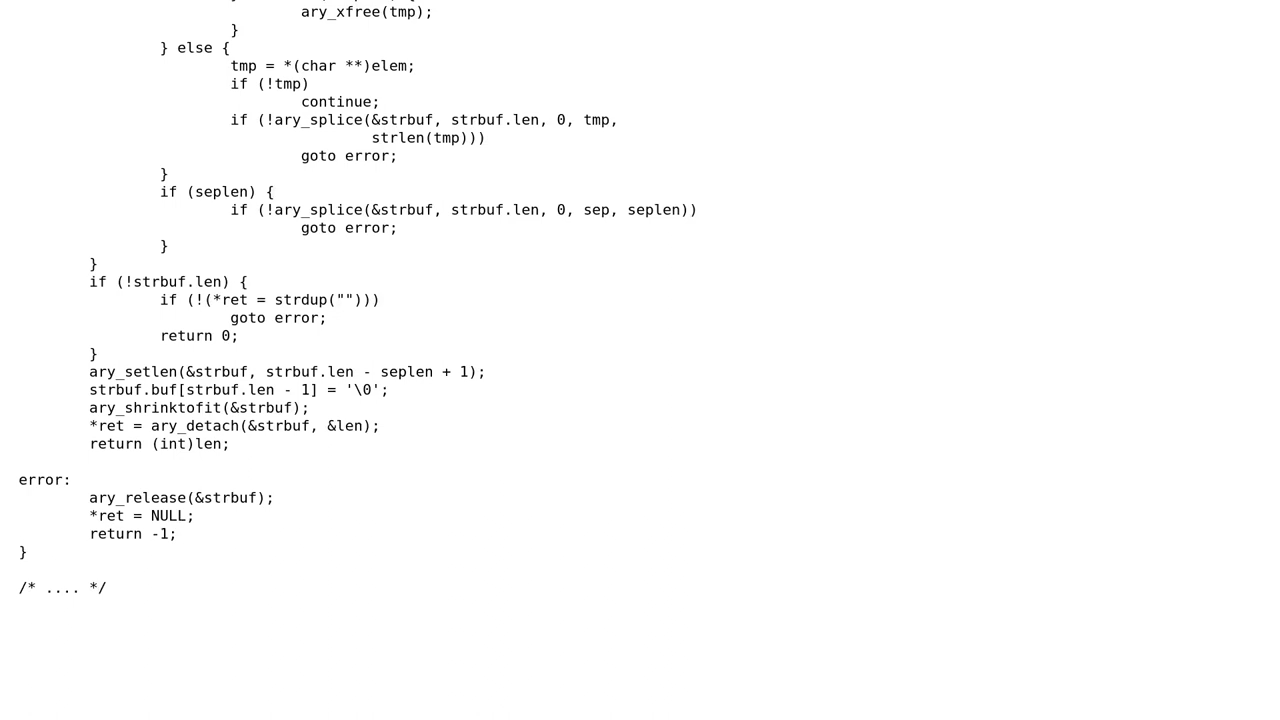 ary_xfree(tmp);
}
} else {
tmp = *(char **)elem;
if (!tmp)
continue;
if (!ary_splice(&strbuf, strbuf.len, 0, tmp,
strlen(tmp)))
goto error;
}
if (seplen) {
if (!ary_splice(&strbuf, strbuf.len, 0, sep, seplen))
goto error;
}
}
if (!strbuf.len) {
if (!(*ret = strdup("")))
goto error;
return 0;
}
ary_setlen(&strbuf, strbuf.len - seplen + 1);
strbuf.buf[strbuf.len - 1] = '\0';
ary_shrinktofit(&strbuf);
*ret = ary_detach(&strbuf, &len);
return (int)len;
error:
ary_release(&strbuf);
*ret = NULL;
return -1;
}
/* .... */